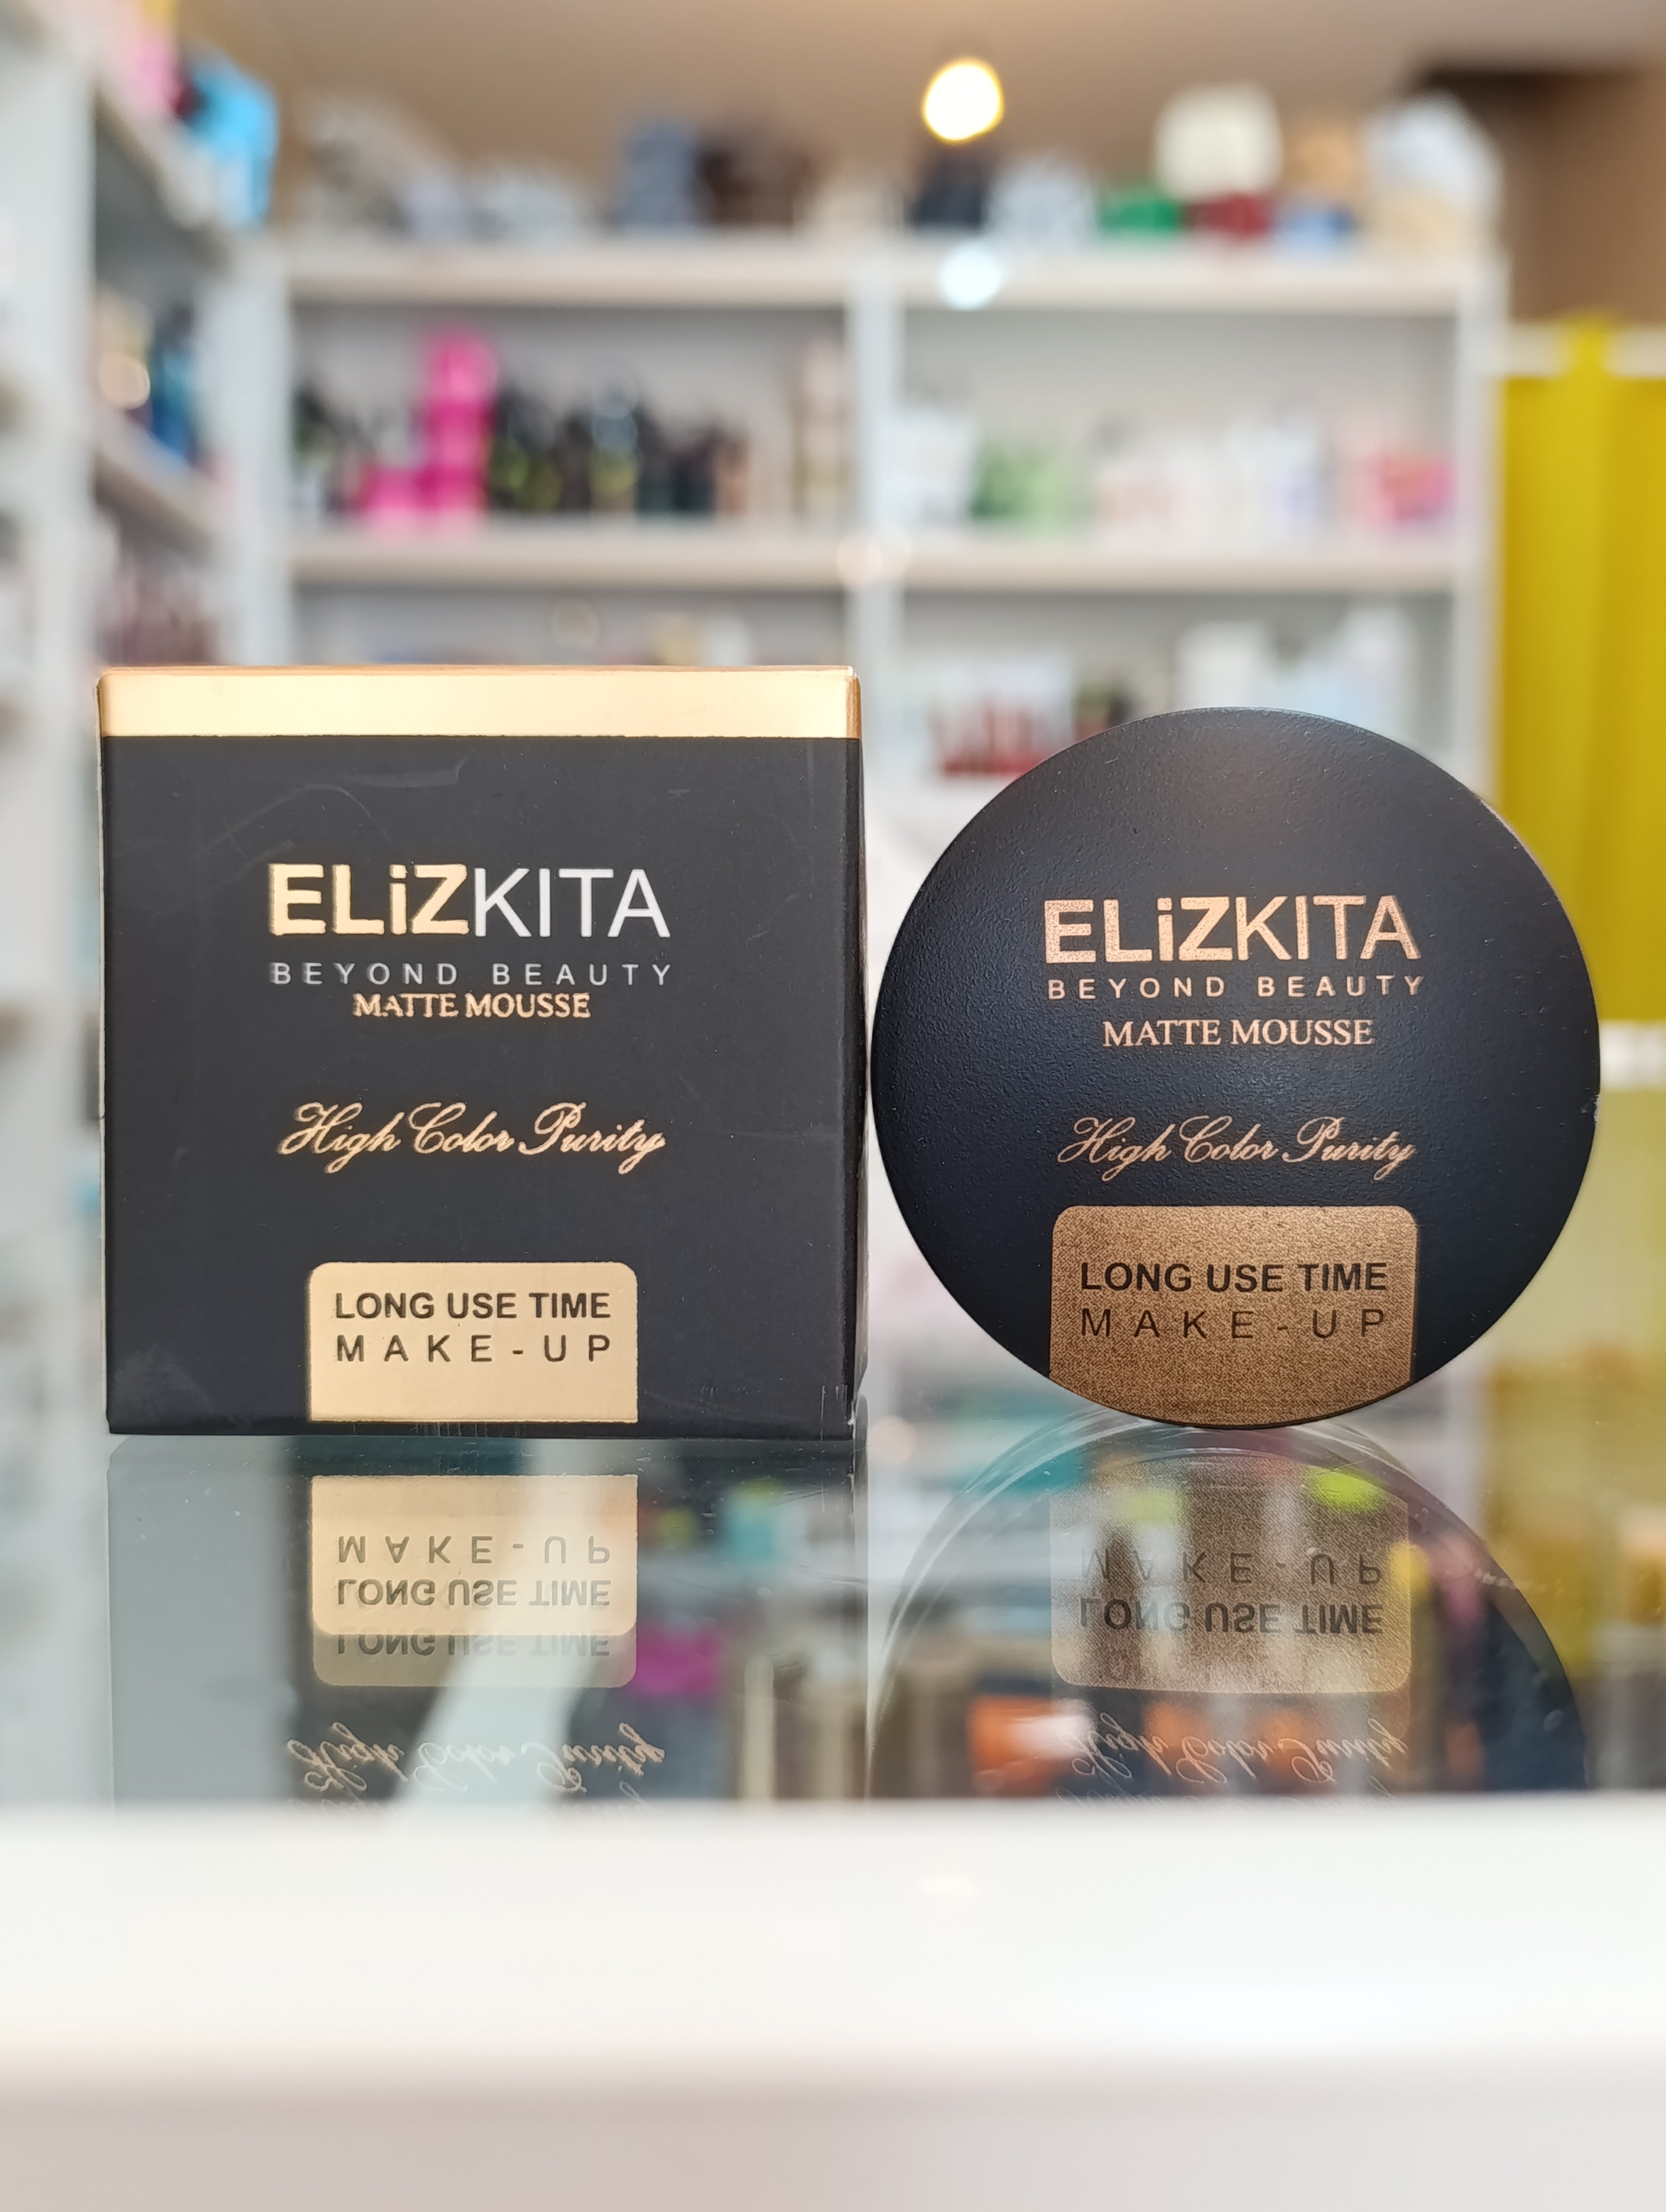 ELiZKITA
BEYOND BEAUTY
MATTE MOUSSE
High Color Purity
LONG USE TIME
MAKE-UP
ELiZKITA
BEYOND BEAUTY
MATTE MOUSSE
High Color Purity
LONG USE TIME
MAKE-UP